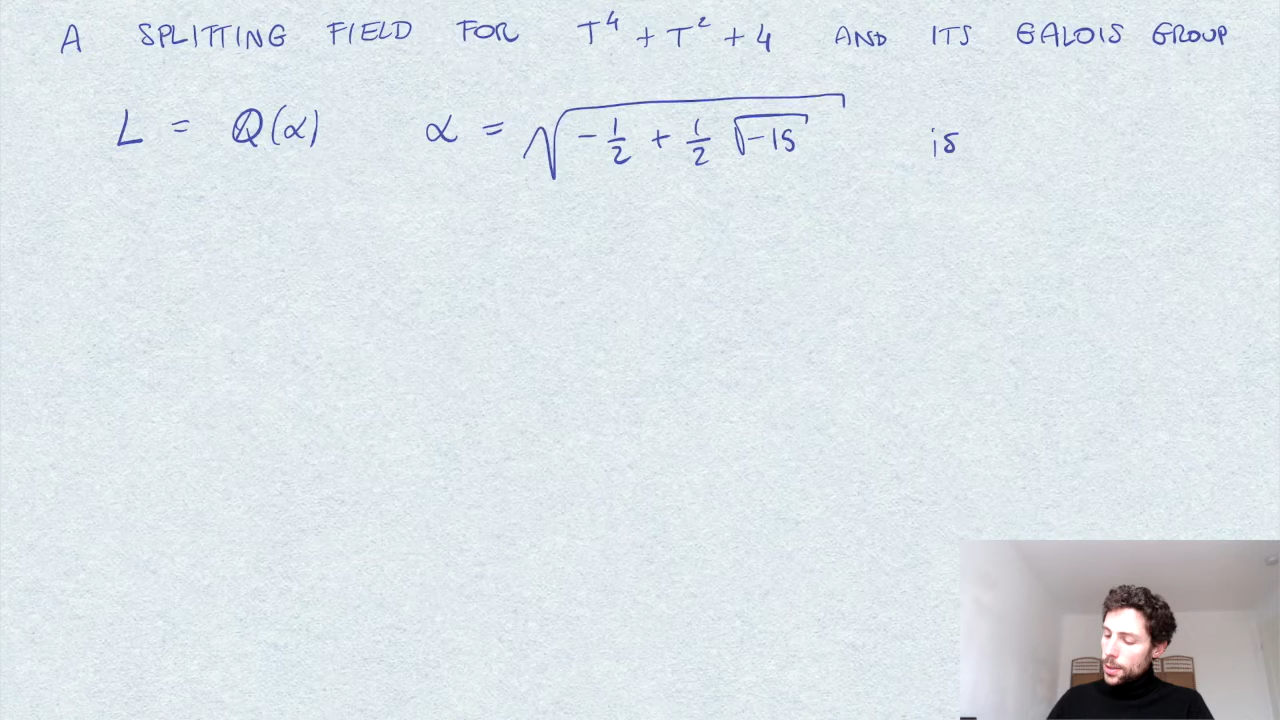 A SPLITTING FIELD FOR T⁴ + T² + 4 AND ITS GALOIS GROUP
L = Q(α) α = √(-1/2 + 1/2 √-15) is